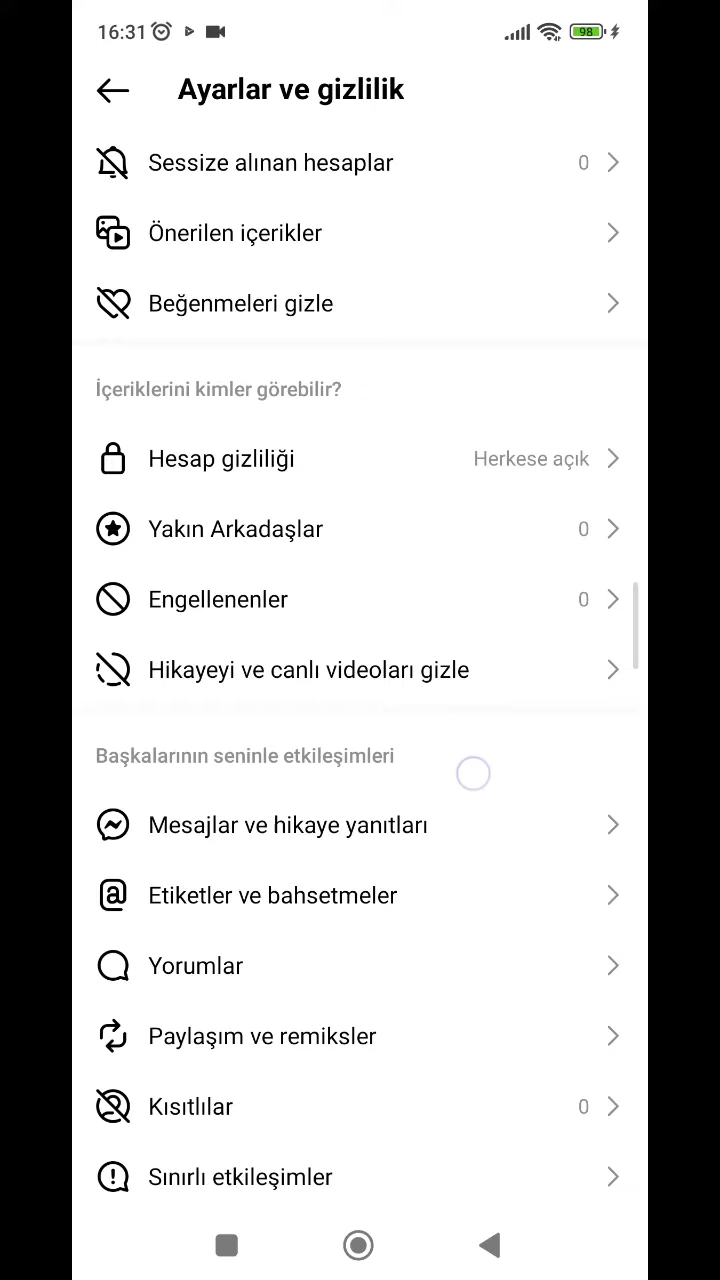 16:31 98
Ayarlar ve gizlilik
Sessize alınan hesaplar 0
Önerilen içerikler
Beğenmeleri gizle
İçeriklerini kimler görebilir?
Hesap gizliliği Herkese açık
Yakın Arkadaşlar 0
Engellenenler 0
Hikayeyi ve canlı videoları gizle
Başkalarının seninle etkileşimleri
Mesajlar ve hikaye yanıtları
Etiketler ve bahsetmeler
Yorumlar
Paylaşım ve remiksler
Kısıtlılar 0
Sınırlı etkileşimler